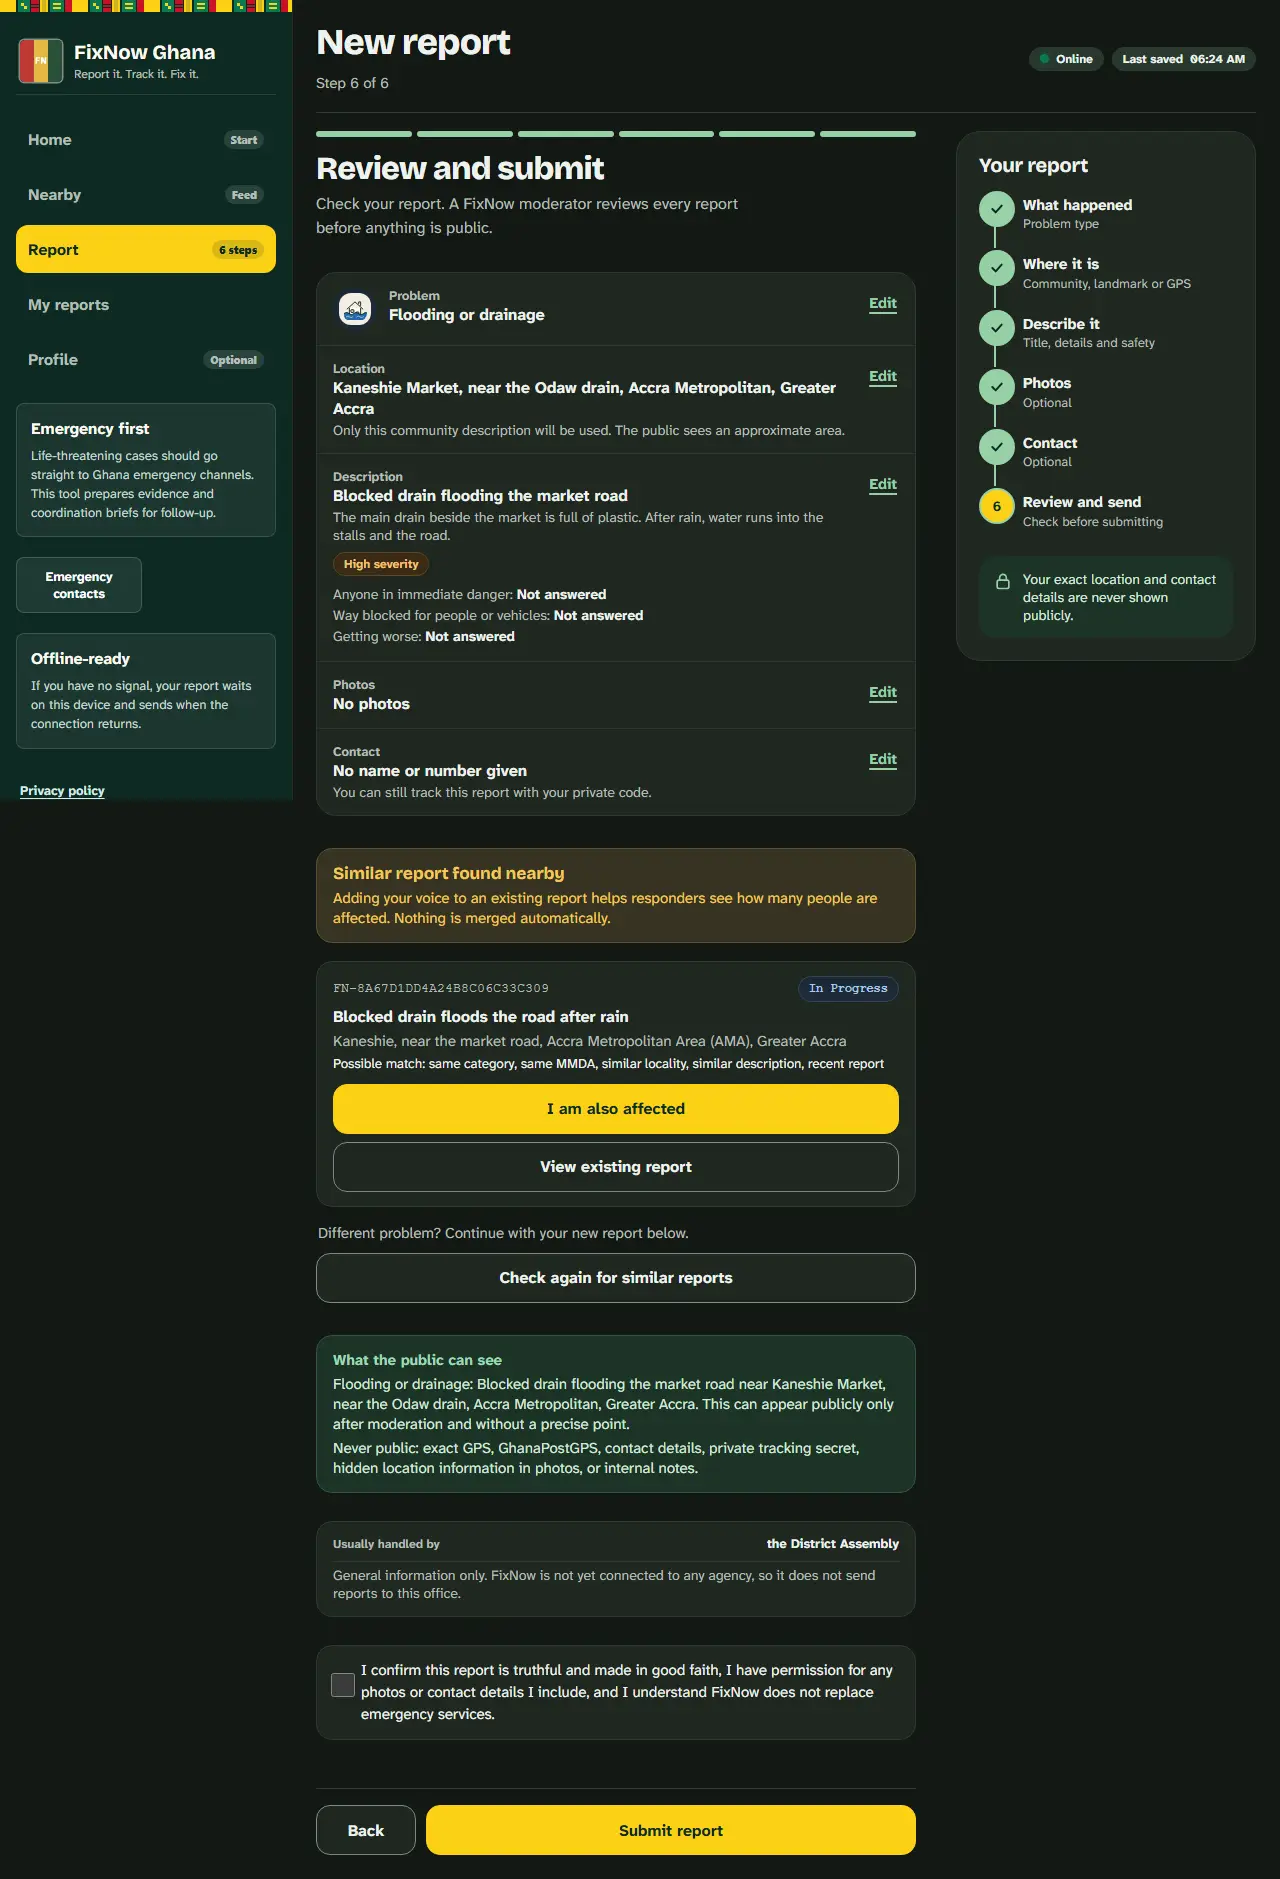 FN
FixNow Ghana
Report it. Track it. Fix it.
Home
Start
Nearby
Feed
Report
6 steps
My reports
Profile
Optional
Emergency first
Life-threatening cases should go
straight to Ghana emergency channels.
This tool prepares evidence and
coordination briefs for follow-up.
Emergency
contacts
Offline-ready
If you have no signal, your report waits
on this device and sends when the
connection returns.
Privacy policy
New report
Step 6 of 6
Online
Last saved 06:24 AM
Review and submit
Check your report. A FixNow moderator reviews every report
before anything is public.
Problem
Flooding or drainage
Edit
Location
Kaneshie Market, near the Odaw drain, Accra Metropolitan, Greater
Accra
Only this community description will be used. The public sees an approximate area.
Edit
Description
Blocked drain flooding the market road
The main drain beside the market is full of plastic. After rain, water runs into the
stalls and the road.
Edit
High severity
Anyone in immediate danger: Not answered
Way blocked for people or vehicles: Not answered
Getting worse: Not answered
Photos
No photos
Edit
Contact
No name or number given
You can still track this report with your private code.
Edit
Similar report found nearby
Adding your voice to an existing report helps responders see how many people are
affected. Nothing is merged automatically.
FN-8A67D1DD4A24B8C06C33C309
In Progress
Blocked drain floods the road after rain
Kaneshie, near the market road, Accra Metropolitan Area (AMA), Greater Accra
Possible match: same category, same MMDA, similar locality, similar description, recent report
I am also affected
View existing report
Different problem? Continue with your new report below.
Check again for similar reports
What the public can see
Flooding or drainage: Blocked drain flooding the market road near Kaneshie Market,
near the Odaw drain, Accra Metropolitan, Greater Accra. This can appear publicly only
after moderation and without a precise point.
Never public: exact GPS, GhanaPostGPS, contact details, private tracking secret,
hidden location information in photos, or internal notes.
Usually handled by
the District Assembly
General information only. FixNow is not yet connected to any agency, so it does not send
reports to this office.
I confirm this report is truthful and made in good faith, I have permission for any
photos or contact details I include, and I understand FixNow does not replace
emergency services.
Back
Submit report
Your report
What happened
Problem type
Where it is
Community, landmark or GPS
Describe it
Title, details and safety
Photos
Optional
Contact
Optional
6
Review and send
Check before submitting
Your exact location and contact
details are never shown
publicly.